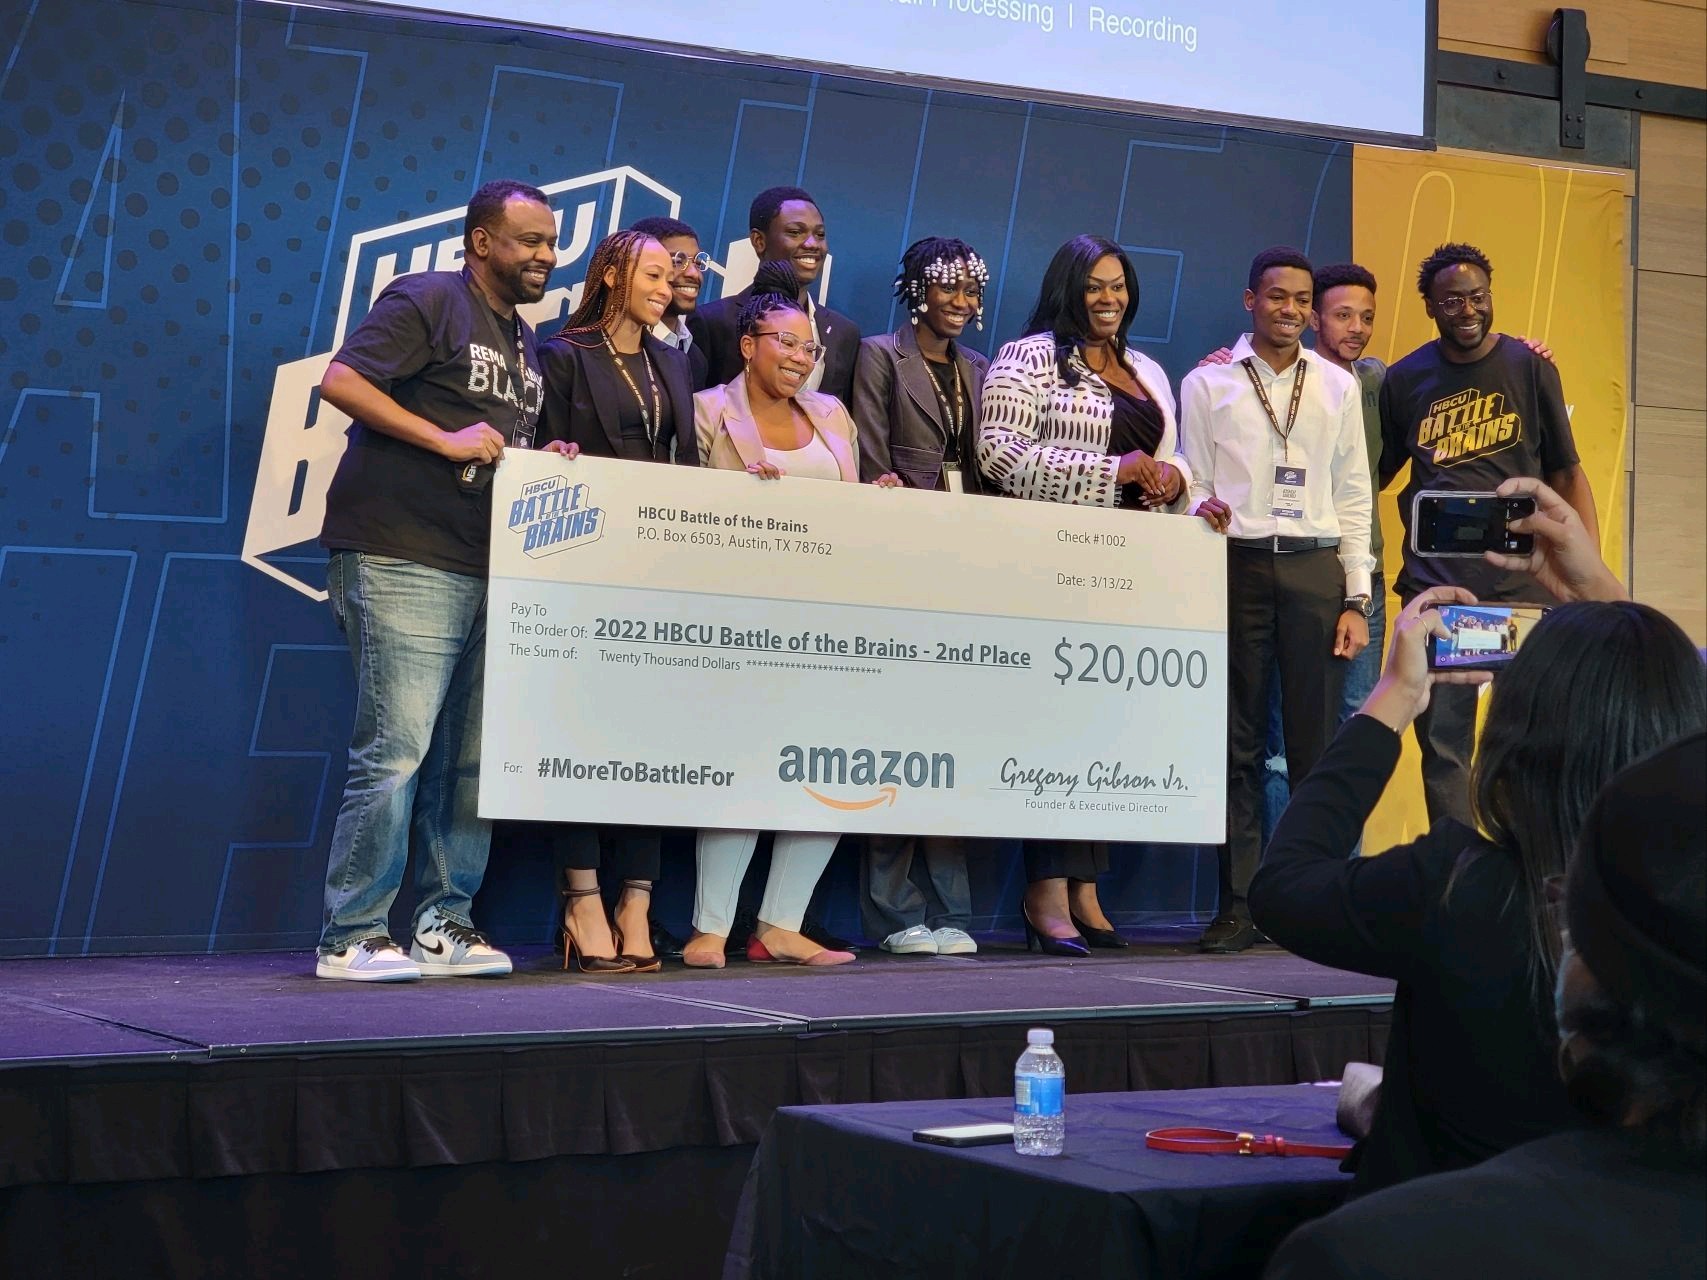 Processing | Recording
HBCU
BATTLE
BRAINS
HBCU Battle of the Brains
P.O. Box 6503, Austin, TX 78762
Check #1002
Date: 3/13/22
Pay To
The Order Of: 2022 HBCU Battle of the Brains - 2nd Place
$20,000
The Sum of: Twenty Thousand Dollars **************************
For: #MoreToBattleFor
amazon
Gregory Gibson Jr.
Founder & Executive Director
HBCU
BATTLE
BRAINS